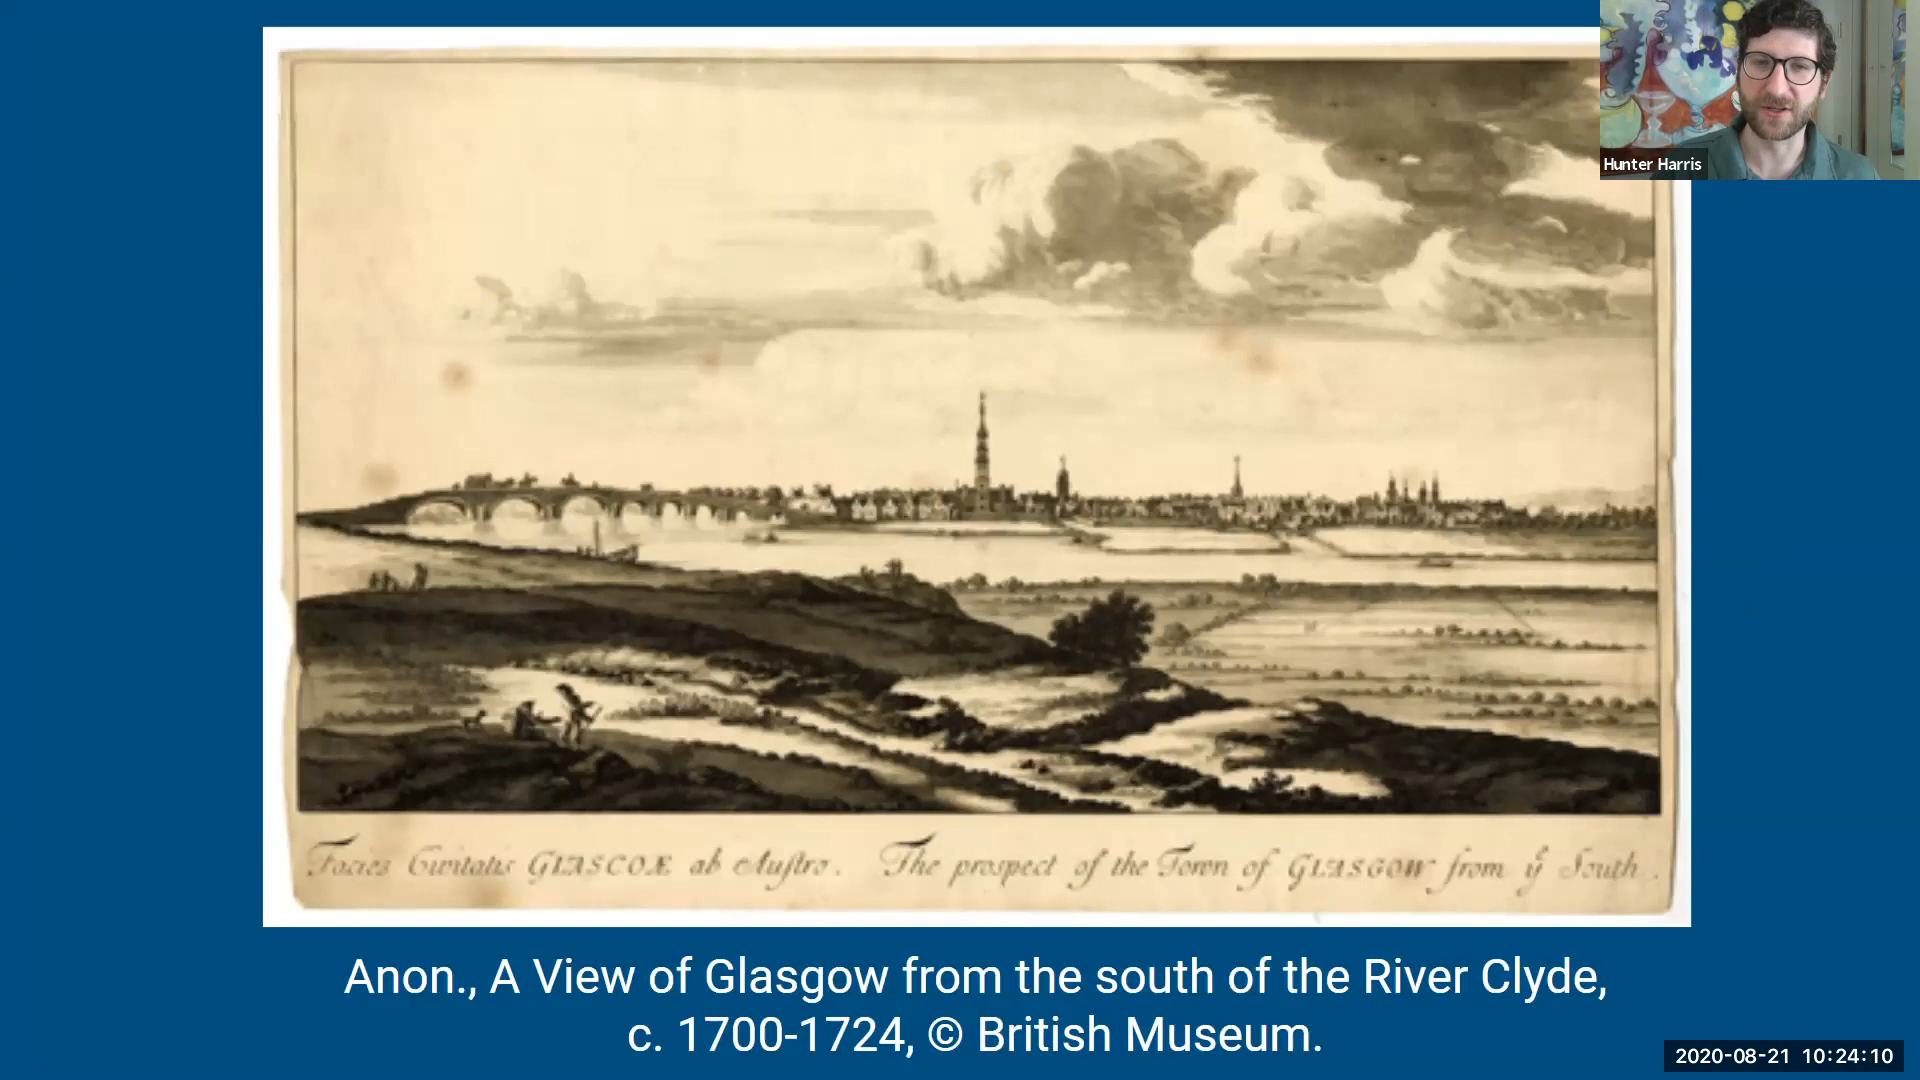 Hunter Harris
Facies Civitatis GLASCOÆ ab Austro. The prospect of the Town of GLASGOW from yᵉ South.
Anon., A View of Glasgow from the south of the River Clyde,
c. 1700-1724, © British Museum.
2020-08-21 10:24:10